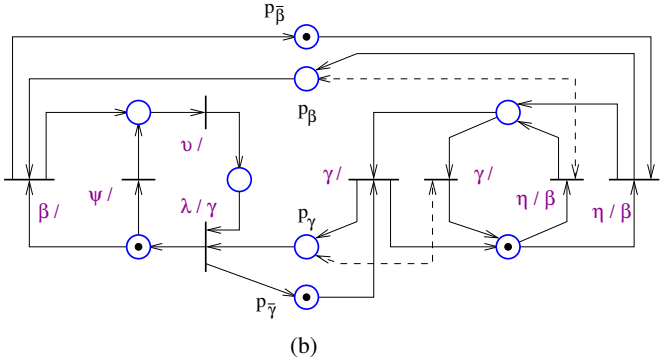 p_β̄
p_β
υ /
β /
ψ /
λ / γ
γ /
γ /
η / β
η / β
p_γ
p_γ̄
(b)